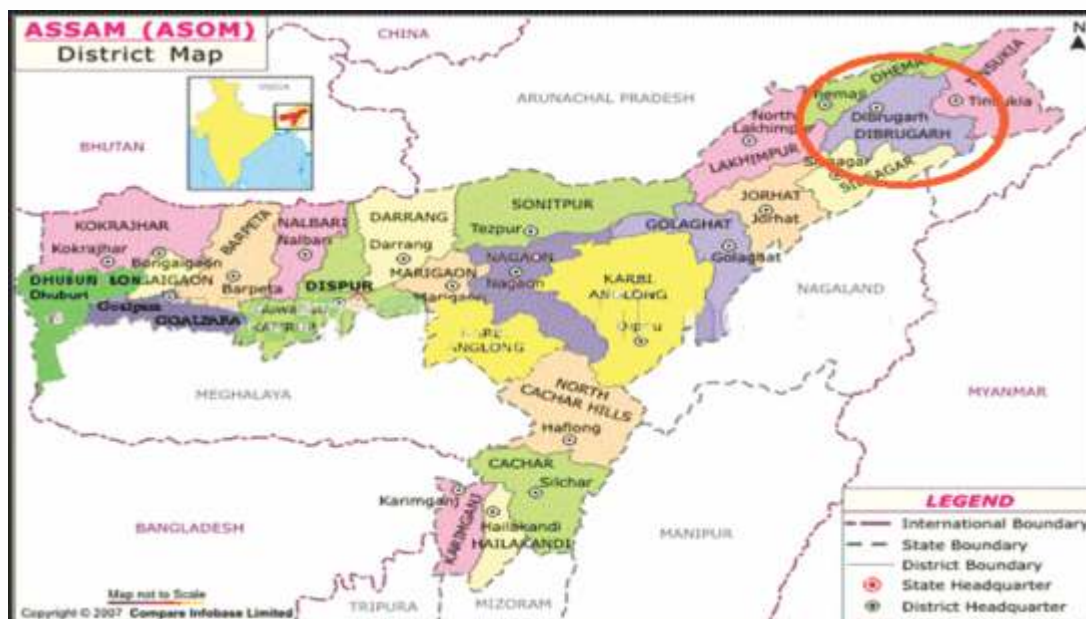 ASSAM (ASOM)
District Map
CHINA
N
INDIA
ARUNACHAL PRADESH
BHUTAN
DHEMAJI
TINSUKIA
Tinsukia
North
Lakhimpur
LAKHIMPUR
Dibrugarh
DIBRUGARH
SIBSAGAR
JORHAT
Jorhat
SONITPUR
Tezpur
GOLAGHAT
Golaghat
KOKRAJHAR
Kokrajhar
BARPETA
Barpeta
NALBARI
Nalbari
DARRANG
Darrang
Bongaigaon
DISPUR
MARIGAON
NAGAON
Nagaon
KARBI
ANGLONG
NAGALAND
Dhuburi
GOALPARA
ANGLONG
MEGHALAYA
NORTH
CACHAR HILLS
Haflong
MYANMAR
CACHAR
Silchar
Karimganj
KARIMGANJ
Hailakandi
HAILAKANDI
BANGLADESH
MANIPUR
TRIPURA
MIZORAM
LEGEND
International Boundary
State Boundary
District Boundary
State Headquarter
District Headquarter
Map not to Scale
Copyright © 2007 Compare Infobase Limited